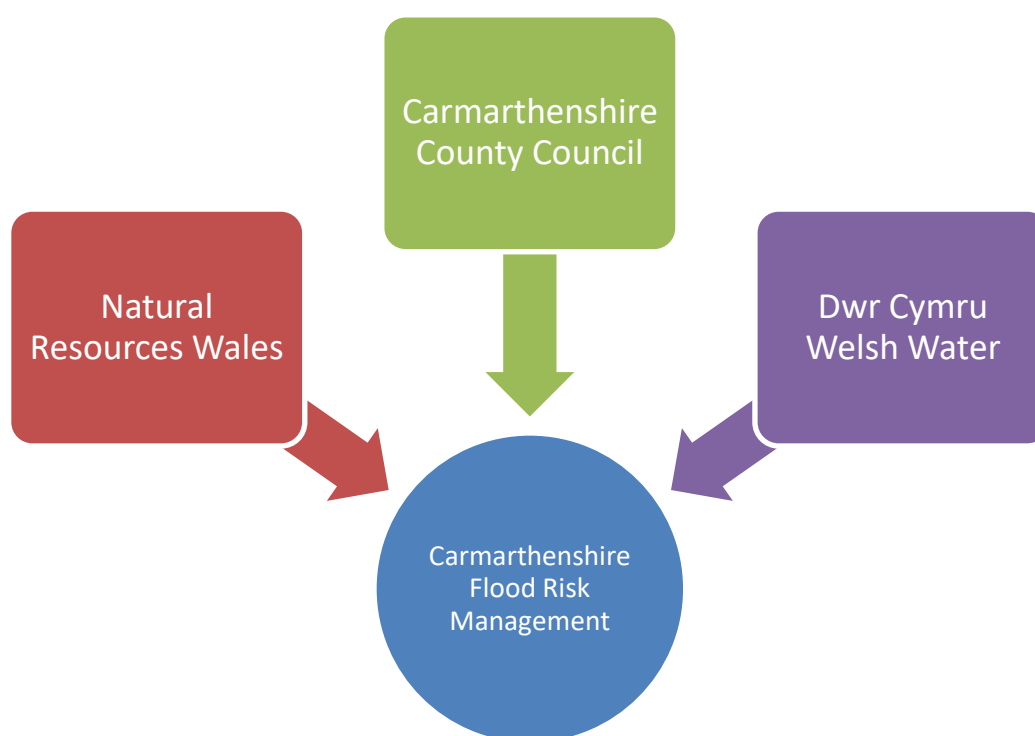 Carmarthenshire
County Council
Natural
Resources Wales
Dwr Cymru
Welsh Water
Carmarthenshire
Flood Risk
Management